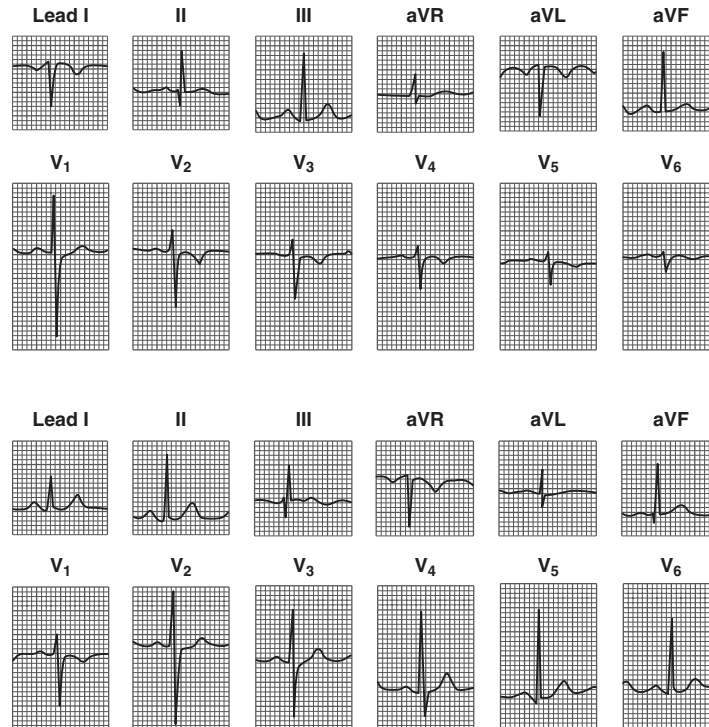 Lead I II III aVR aVL aVF
V₁ V₂ V₃ V₄ V₅ V₆
Lead I II III aVR aVL aVF
V₁ V₂ V₃ V₄ V₅ V₆